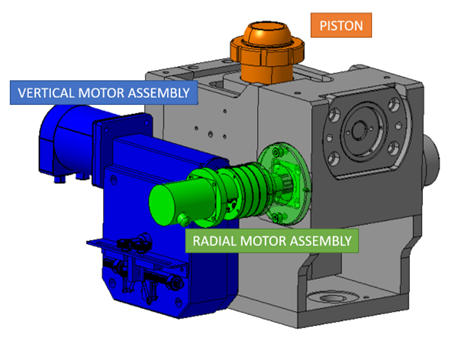 PISTON
VERTICAL MOTOR ASSEMBLY
RADIAL MOTOR ASSEMBLY